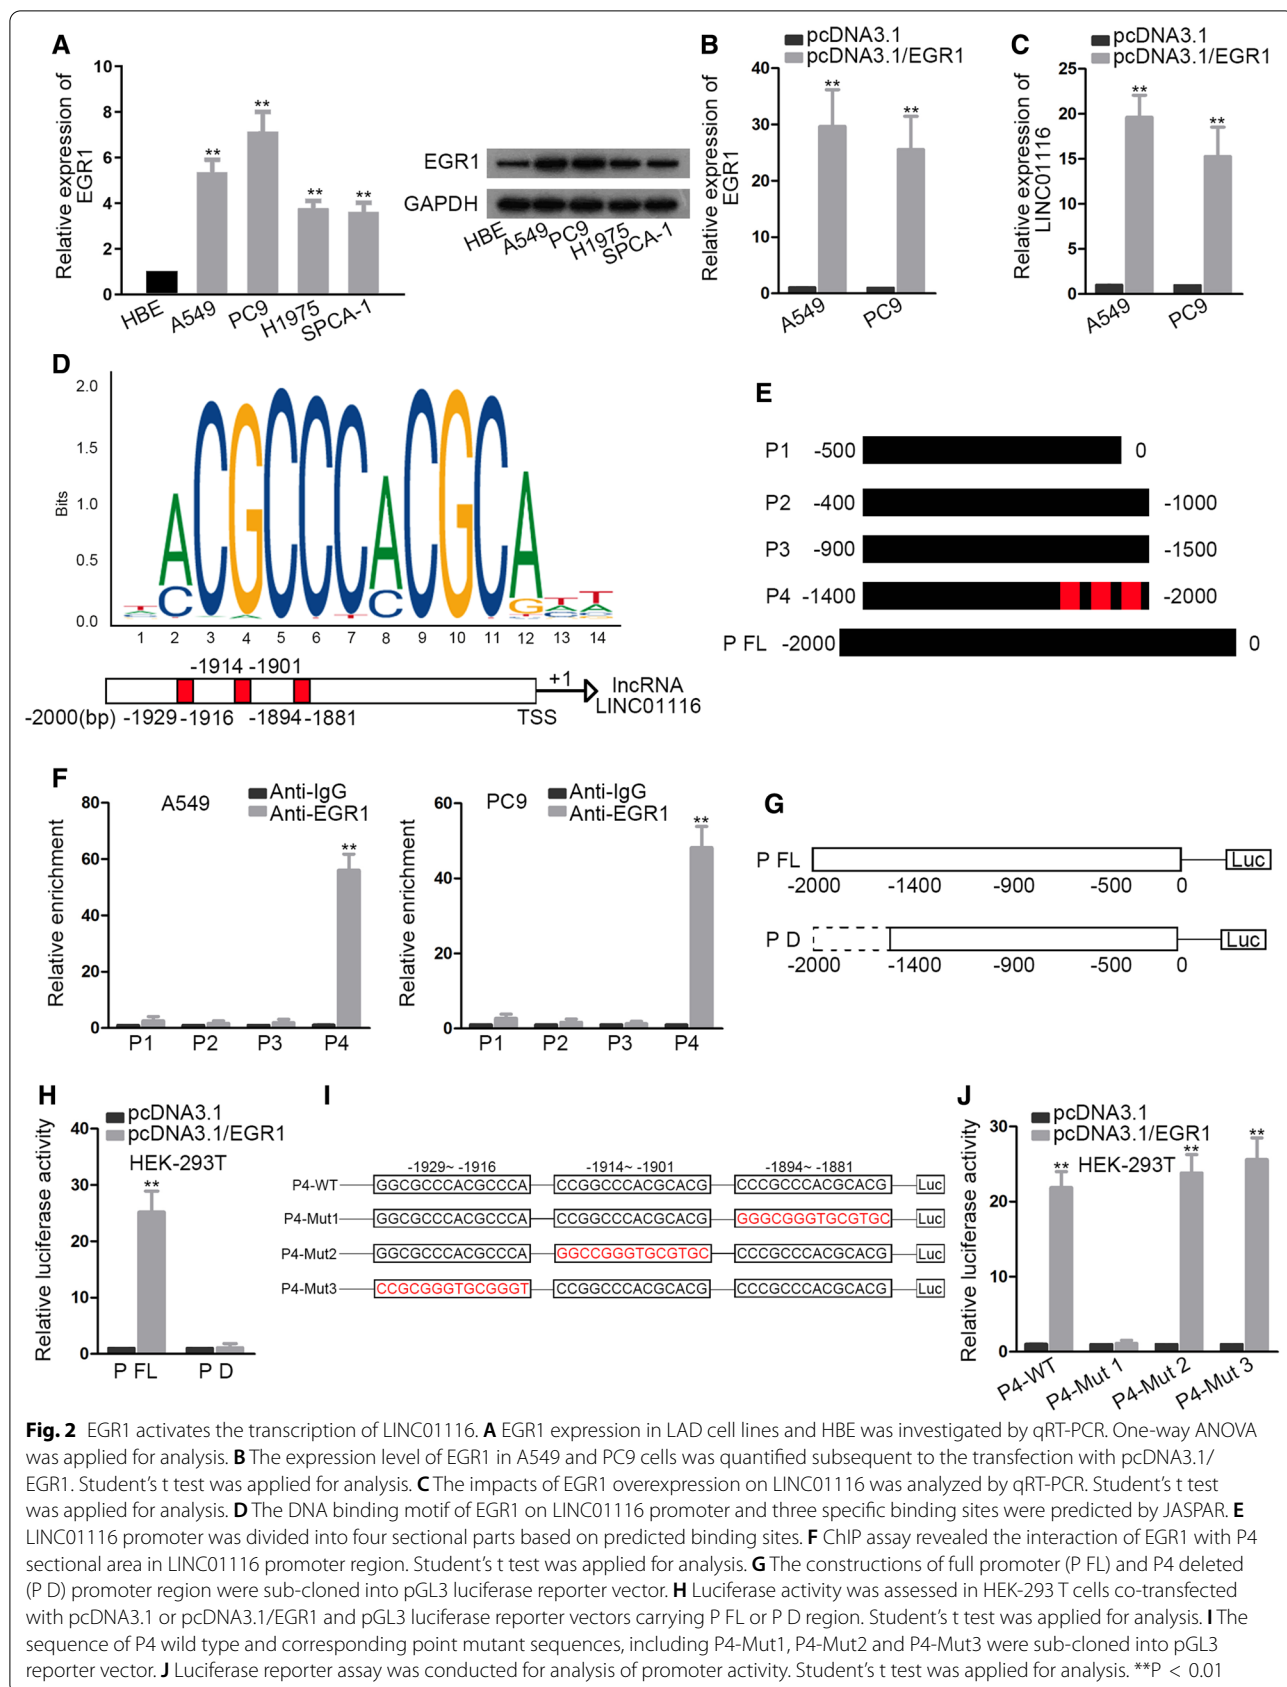 A
Relative expression of
EGR1
10
8
6
4
2
0
**
**
**
**
HBE
A549
PC9
H1975
SPCA-1
EGR1
GAPDH
HBE
A549
PC9
H1975
SPCA-1
B
pcDNA3.1
pcDNA3.1/EGR1
Relative expression of
EGR1
40
30
20
10
0
**
**
A549
PC9
C
pcDNA3.1
pcDNA3.1/EGR1
Relative expression of
LINC01116
25
20
15
10
5
0
**
**
A549
PC9
D
Bits
2.0
1.5
1.0
0.5
0.0
ACGCCCACGCA
1 2 3 4 5 6 7 8 9 10 11 12 13 14
-1914 -1901
+1
lncRNA
LINC01116
-2000(bp) -1929 -1916 -1894 -1881 TSS
E
P1 -500 0
P2 -400 -1000
P3 -900 -1500
P4 -1400 -2000
P FL -2000 0
F
A549
Anti-IgG
Anti-EGR1
Relative enrichment
80
60
40
20
0
**
P1 P2 P3 P4
PC9
Anti-IgG
Anti-EGR1
Relative enrichment
60
40
20
0
**
P1 P2 P3 P4
G
P FL Luc
-2000 -1400 -900 -500 0
P D Luc
-2000 -1400 -900 -500 0
H
pcDNA3.1
pcDNA3.1/EGR1
HEK-293T
Relative luciferase activity
40
30
20
10
0
**
P FL P D
I
-1929~ -1916 -1914~ -1901 -1894~ -1881
P4-WT GGCGCCCACGCCCA CCGGCCCACGCACG CCCGCCCACGCACG Luc
P4-Mut1 GGCGCCCACGCCCA CCGGCCCACGCACG GGGCGGGTGCGTGC Luc
P4-Mut2 GGCGCCCACGCCCA GGCCGGGTGCGTGC CCCGCCCACGCACG Luc
P4-Mut3 CCGCGGGTGCGGGT CCGGCCCACGCACG CCCGCCCACGCACG Luc
J
pcDNA3.1
pcDNA3.1/EGR1
HEK-293T
Relative luciferase activity
30
20
10
0
**
**
**
P4-WT
P4-Mut 1
P4-Mut 2
P4-Mut 3
Fig. 2 EGR1 activates the transcription of LINC01116. A EGR1 expression in LAD cell lines and HBE was investigated by qRT-PCR. One-way ANOVA
was applied for analysis. B The expression level of EGR1 in A549 and PC9 cells was quantified subsequent to the transfection with pcDNA3.1/
EGR1. Student’s t test was applied for analysis. C The impacts of EGR1 overexpression on LINC01116 was analyzed by qRT-PCR. Student’s t test
was applied for analysis. D The DNA binding motif of EGR1 on LINC01116 promoter and three specific binding sites were predicted by JASPAR. E
LINC01116 promoter was divided into four sectional parts based on predicted binding sites. F ChIP assay revealed the interaction of EGR1 with P4
sectional area in LINC01116 promoter region. Student’s t test was applied for analysis. G The constructions of full promoter (P FL) and P4 deleted
(P D) promoter region were sub-cloned into pGL3 luciferase reporter vector. H Luciferase activity was assessed in HEK-293 T cells co-transfected
with pcDNA3.1 or pcDNA3.1/EGR1 and pGL3 luciferase reporter vectors carrying P FL or P D region. Student’s t test was applied for analysis. I The
sequence of P4 wild type and corresponding point mutant sequences, including P4-Mut1, P4-Mut2 and P4-Mut3 were sub-cloned into pGL3
reporter vector. J Luciferase reporter assay was conducted for analysis of promoter activity. Student’s t test was applied for analysis. **P < 0.01